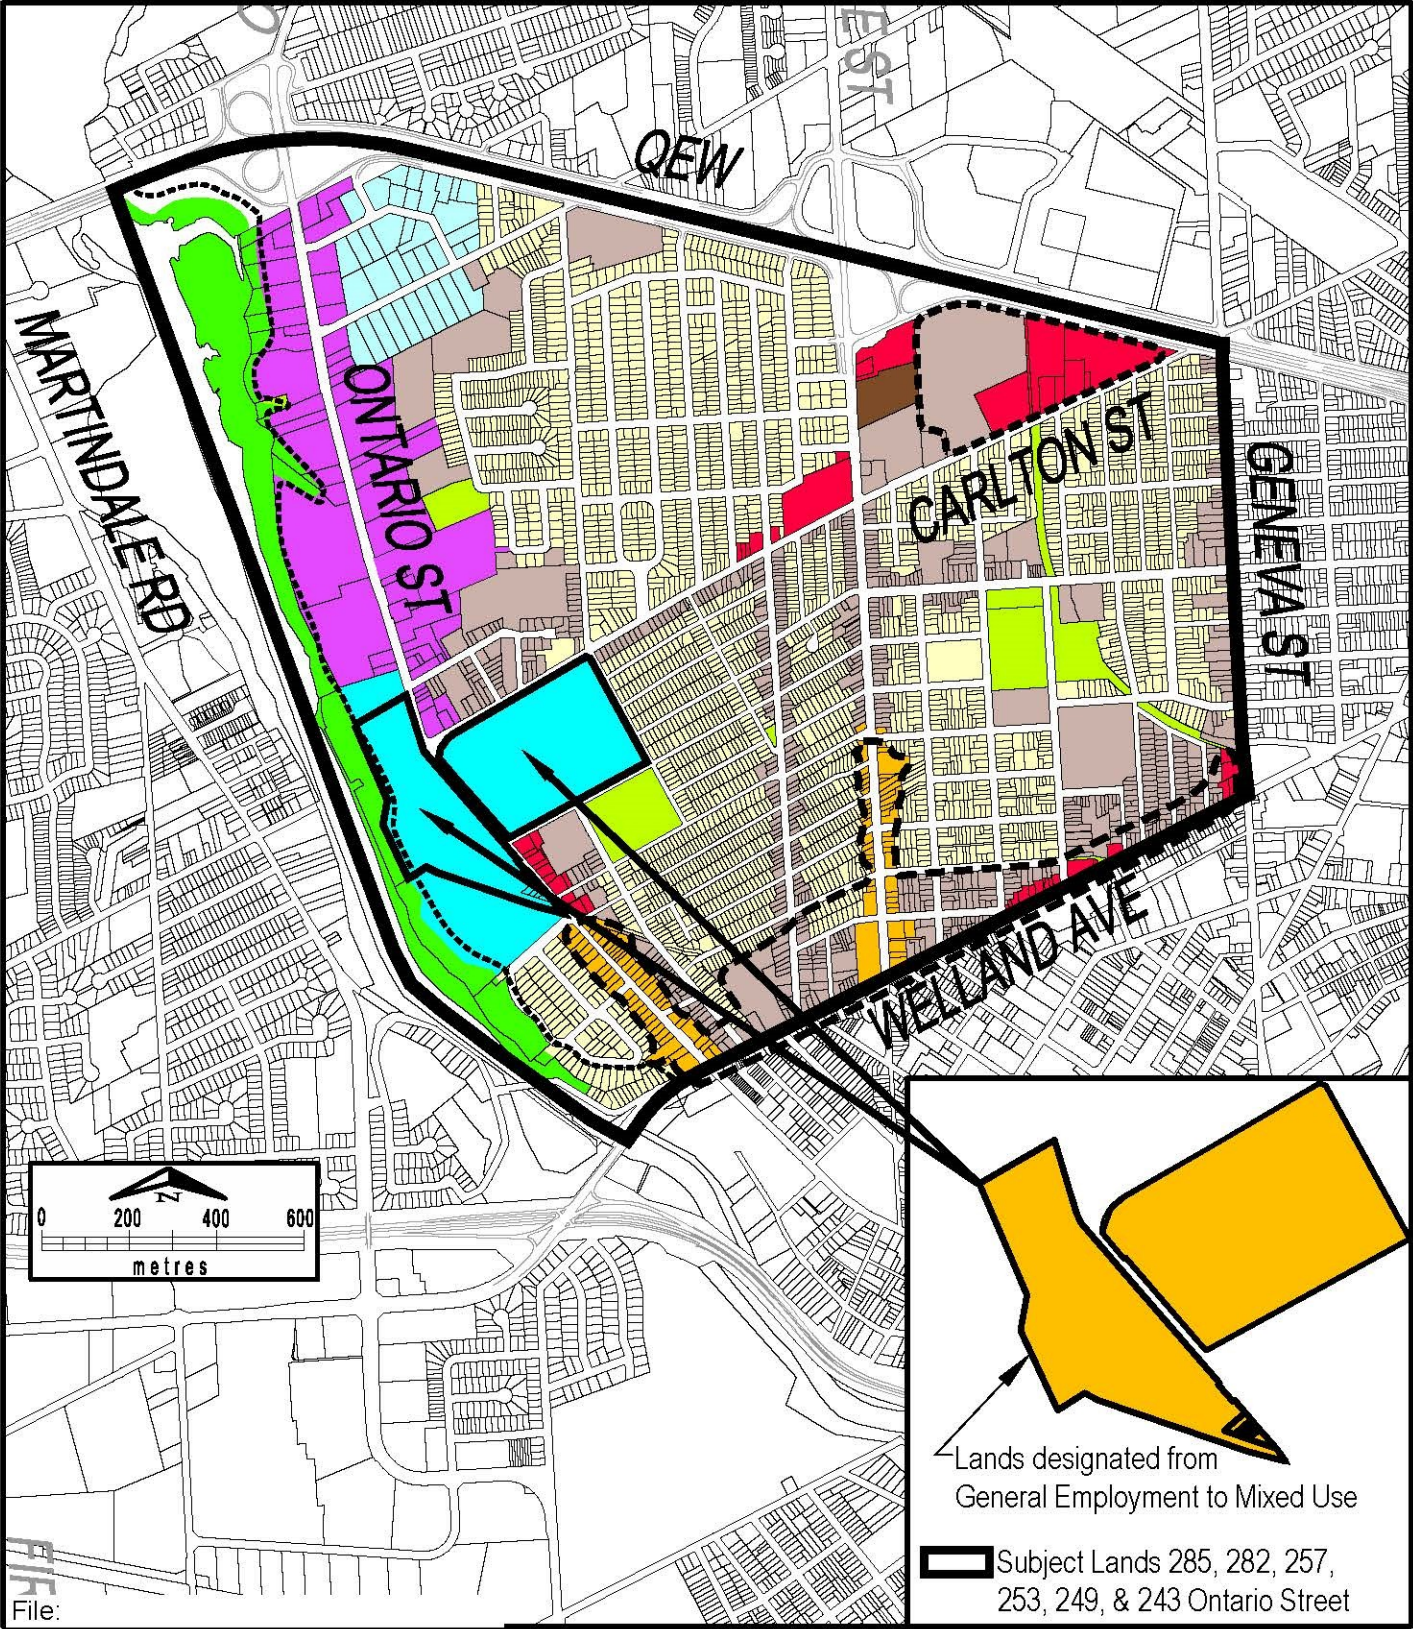 EST
QEW
MARTINDALE RD
ONTARIO ST
CARLTON ST
GENEVA ST
WELLAND AVE
N
0 200 400 600
metres
Lands designated from
General Employment to Mixed Use
Subject Lands 285, 282, 257,
253, 249, & 243 Ontario Street
File: